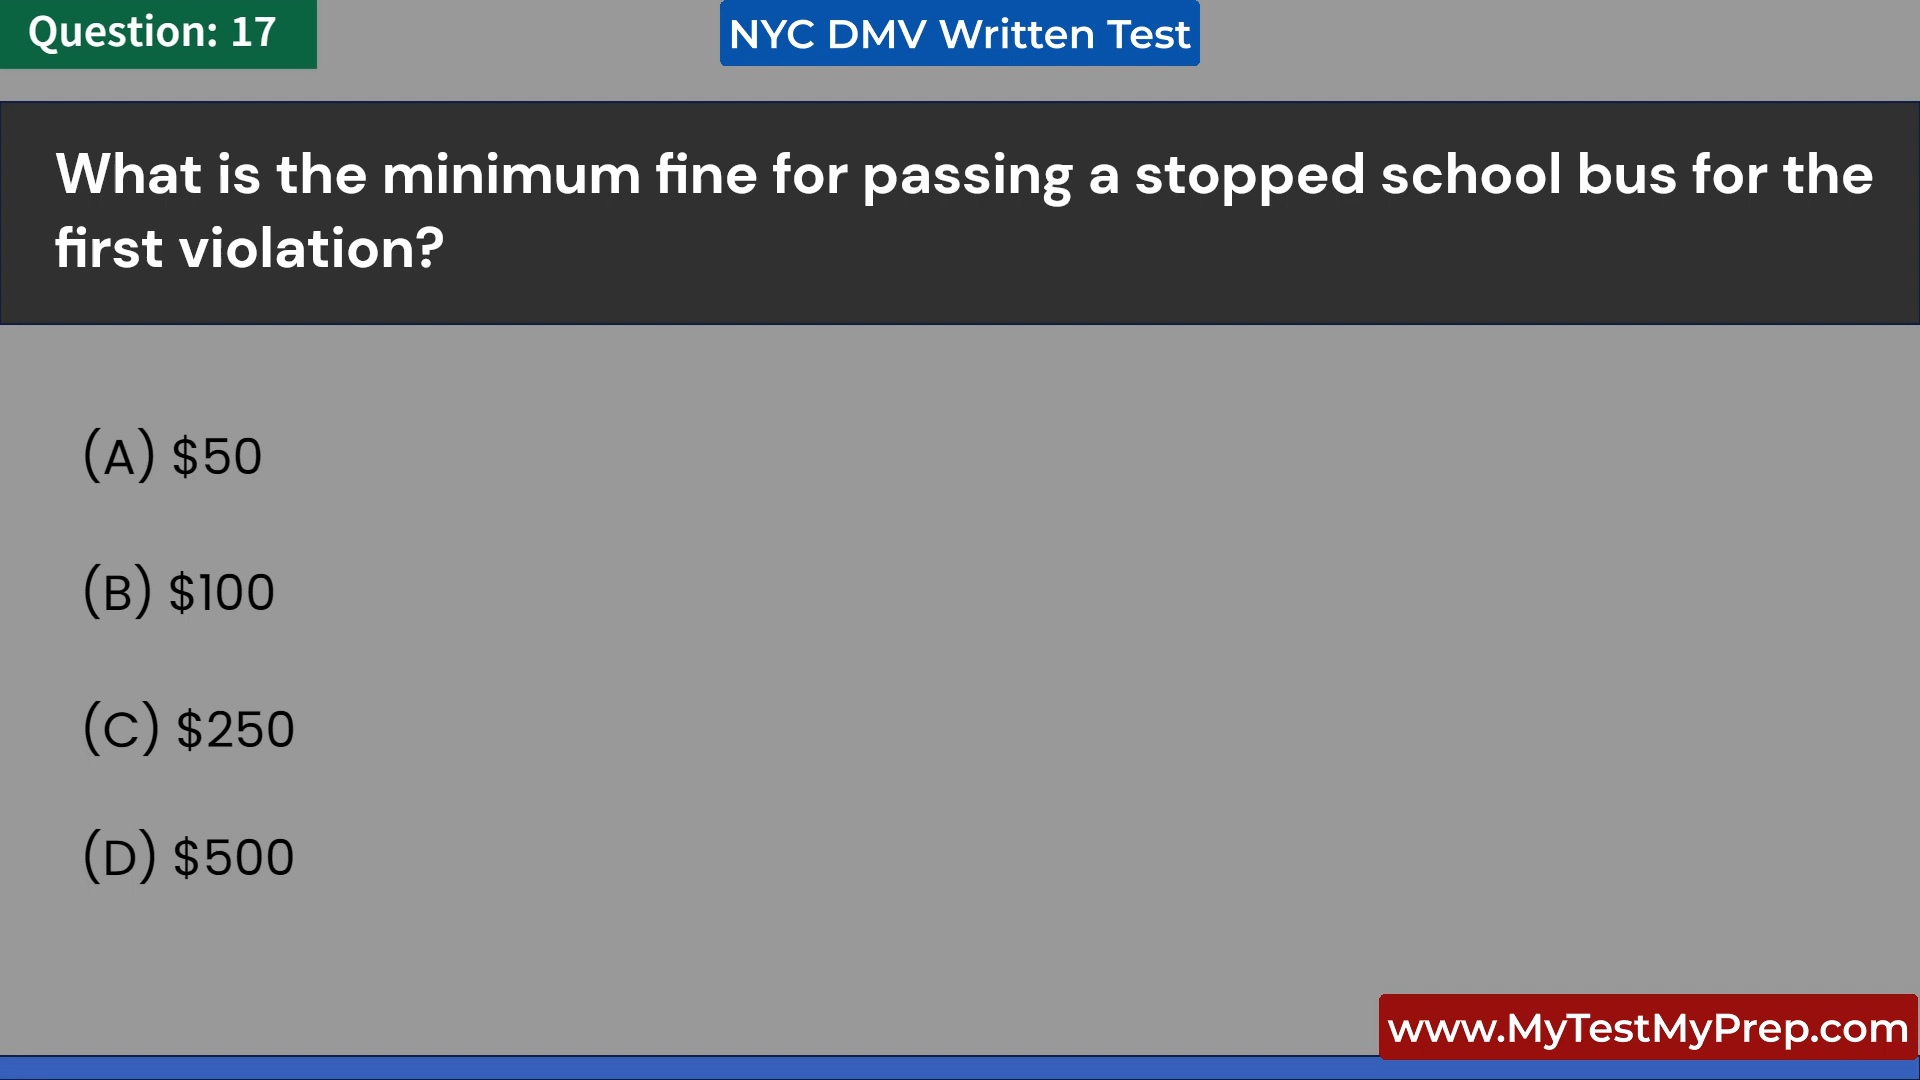 Question: 17
NYC DMV Written Test
What is the minimum fine for passing a stopped school bus for the
first violation?
(A) $50
(B) $100
(C) $250
(D) $500
www.MyTestMyPrep.com